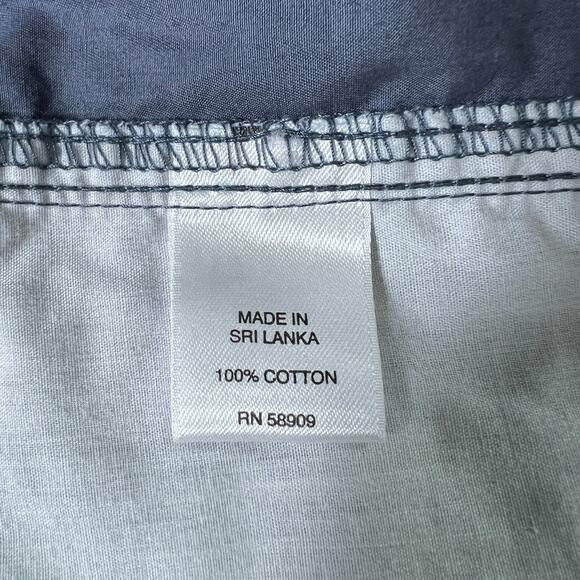 MADE IN
SRI LANKA
100% COTTON
RN 58909